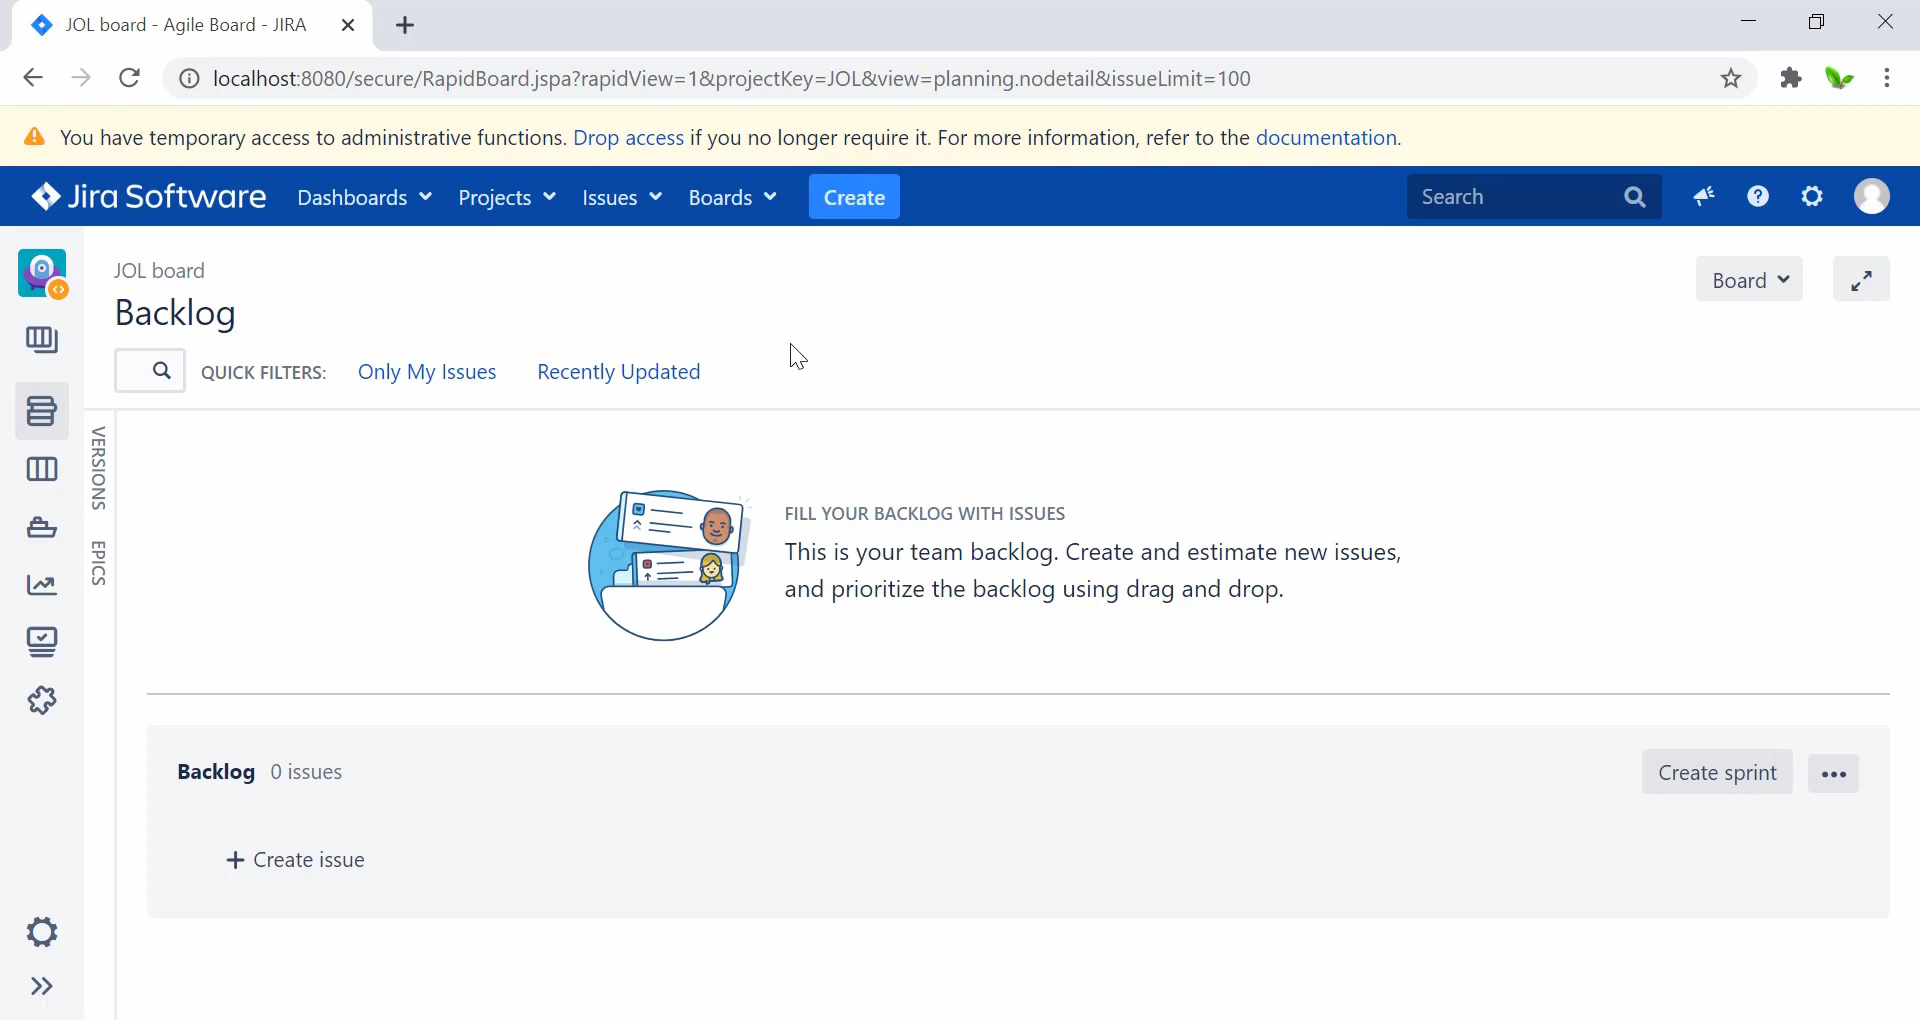 JOL board - Agile Board - JIRA
localhost:8080/secure/RapidBoard.jspa?rapidView=1&projectKey=JOL&view=planning.nodetail&issueLimit=100
You have temporary access to administrative functions. Drop access if you no longer require it. For more information, refer to the documentation.
Jira Software Dashboards Projects Issues Boards Create Search
JOL board
Board
Backlog
QUICK FILTERS: Only My Issues Recently Updated
VERSIONS
EPICS
FILL YOUR BACKLOG WITH ISSUES
This is your team backlog. Create and estimate new issues,
and prioritize the backlog using drag and drop.
Backlog 0 issues Create sprint
+ Create issue